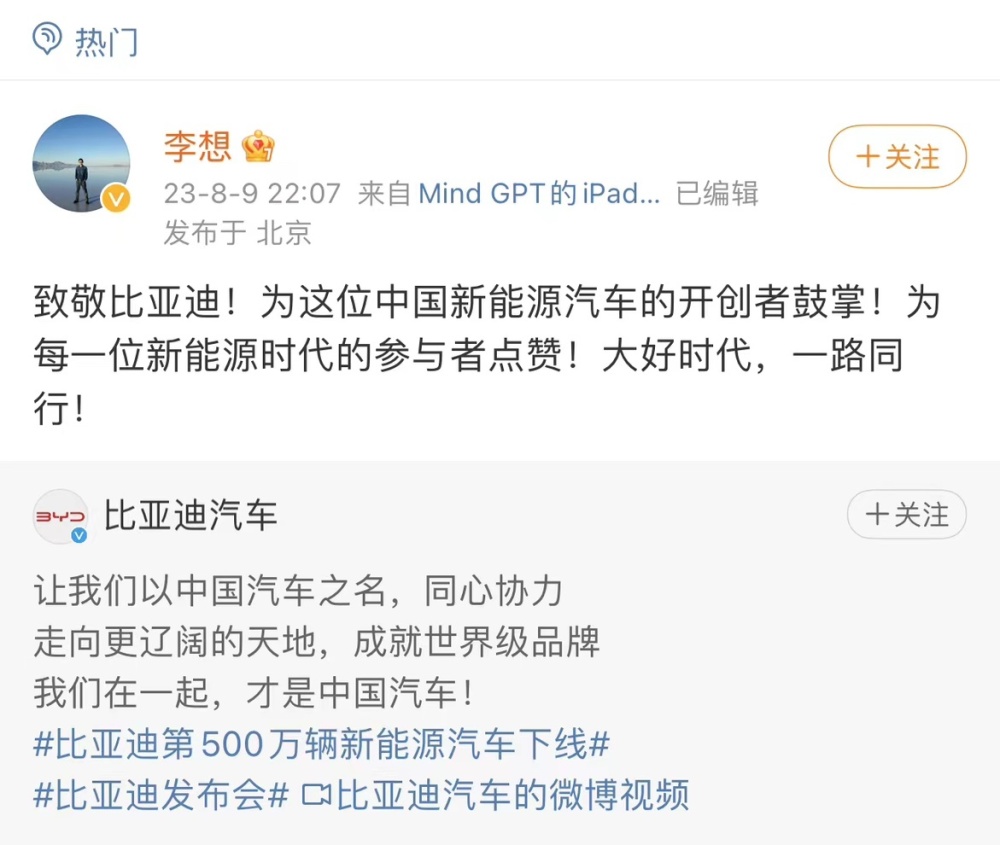 热门
李想
23-8-9 22:07 来自 Mind GPT的iPad... 已编辑
发布于 北京
+关注
致敬比亚迪！为这位中国新能源汽车的开创者鼓掌！为
每一位新能源时代的参与者点赞！大好时代，一路同
行！
BYD
比亚迪汽车
+关注
让我们以中国汽车之名，同心协力
走向更辽阔的天地，成就世界级品牌
我们在一起，才是中国汽车！
#比亚迪第500万辆新能源汽车下线#
#比亚迪发布会# 比亚迪汽车的微博视频